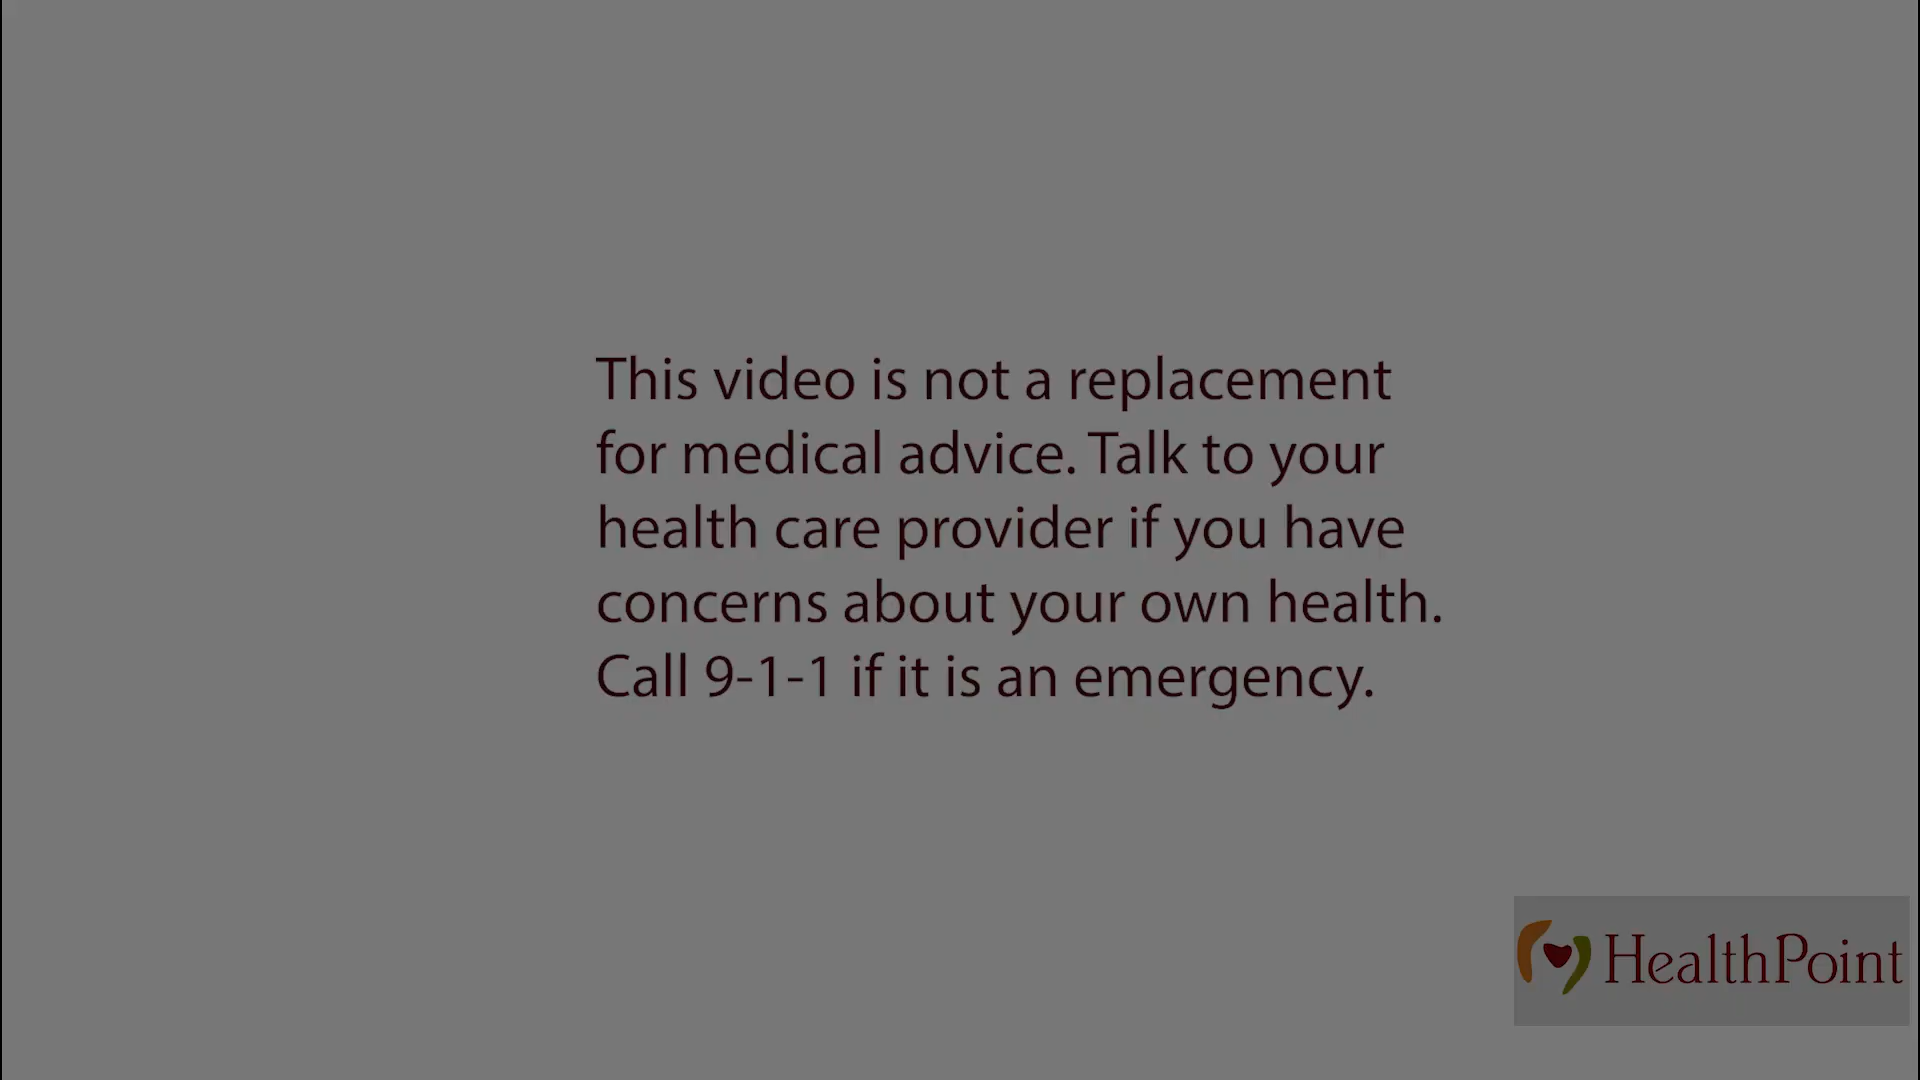 This video is not a replacement
for medical advice. Talk to your
health care provider if you have
concerns about your own health.
Call 9-1-1 if it is an emergency.
HealthPoint